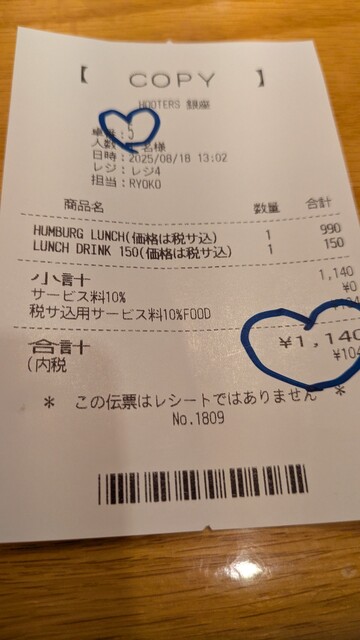 【 COPY 】
HOOTERS 銀座
卓番:5
人数 名様
日時:2025/08/18 13:02
レジ:レジ4
担当:RYOKO
商品名 数量 合計
HUMBURG LUNCH(価格は税サ込) 1 990
LUNCH DRINK 150(価格は税サ込) 1 150
小計 1,140
サービス料10% ¥0
税サ込用サービス料10%FOOD
合計 ¥1,140
(内税 ¥104
* この伝票はレシートではありません *
No.1809